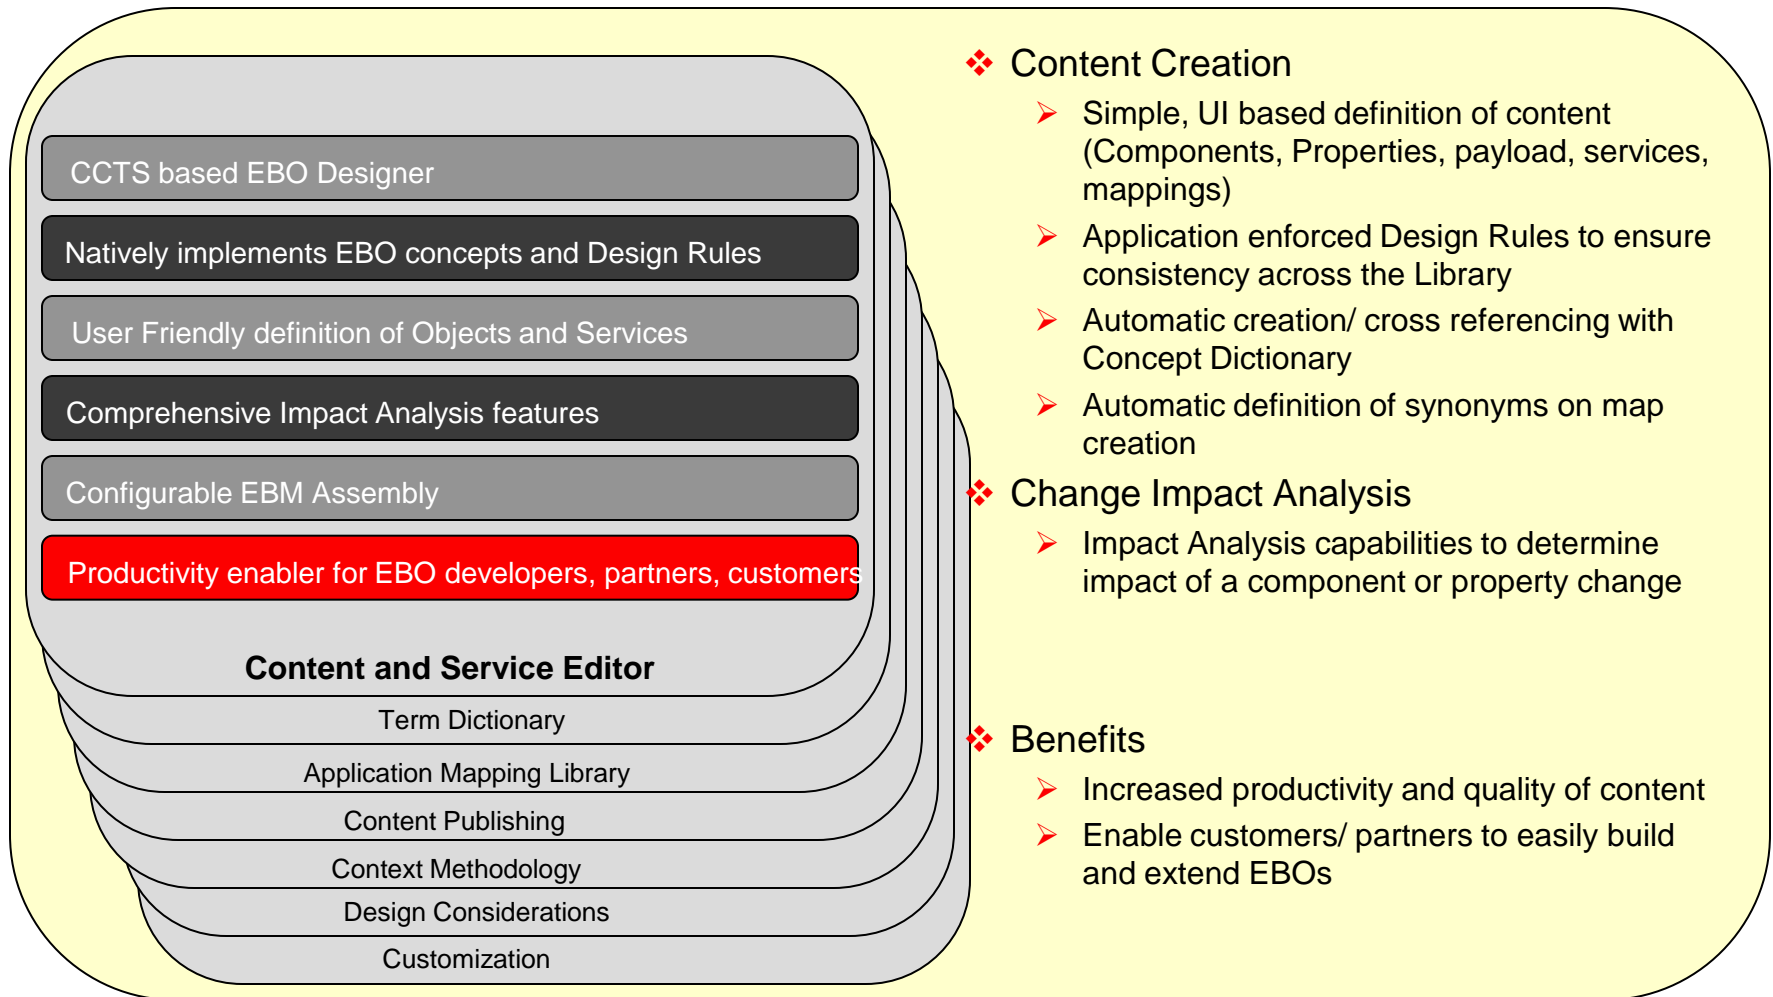 CCTS based EBO Designer
Natively implements EBO concepts and Design Rules
User Friendly definition of Objects and Services
Comprehensive Impact Analysis features
Configurable EBM Assembly
Productivity enabler for EBO developers, partners, customers
Content and Service Editor
Term Dictionary
Application Mapping Library
Content Publishing
Context Methodology
Design Considerations
Customization
Content Creation
Simple, UI based definition of content
(Components, Properties, payload, services,
mappings)
Application enforced Design Rules to ensure
consistency across the Library
Automatic creation/ cross referencing with
Concept Dictionary
Automatic definition of synonyms on map
creation
Change Impact Analysis
Impact Analysis capabilities to determine
impact of a component or property change
Benefits
Increased productivity and quality of content
Enable customers/ partners to easily build
and extend EBOs